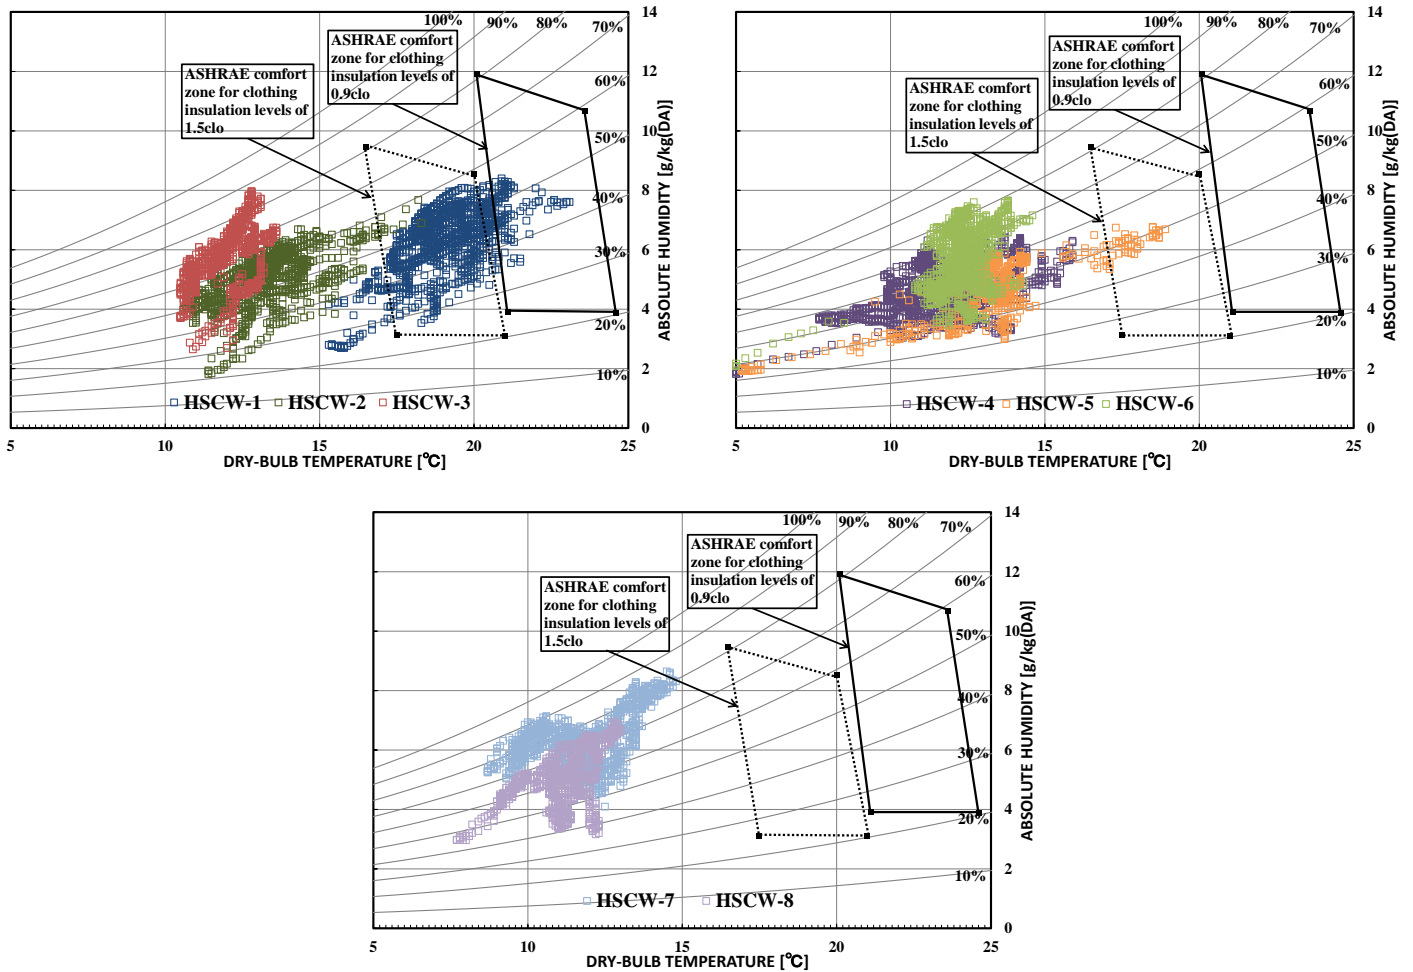 100%
90%
80%
70%
60%
50%
40%
30%
20%
10%
ASHRAE comfort
zone for clothing
insulation levels of
0.9clo
ASHRAE comfort
zone for clothing
insulation levels of
1.5clo
14
12
10
8
6
4
2
0
ABSOLUTE HUMIDITY [g/kg(DA)]
HSCW-1 HSCW-2 HSCW-3
5 10 15 20 25
DRY-BULB TEMPERATURE [℃]
100%
90%
80%
70%
60%
50%
40%
30%
20%
10%
ASHRAE comfort
zone for clothing
insulation levels of
0.9clo
ASHRAE comfort
zone for clothing
insulation levels of
1.5clo
14
12
10
8
6
4
2
0
ABSOLUTE HUMIDITY [g/kg(DA)]
HSCW-4 HSCW-5 HSCW-6
5 10 15 20 25
DRY-BULB TEMPERATURE [℃]
100%
90%
80%
70%
60%
50%
40%
30%
20%
10%
ASHRAE comfort
zone for clothing
insulation levels of
0.9clo
ASHRAE comfort
zone for clothing
insulation levels of
1.5clo
14
12
10
8
6
4
2
0
ABSOLUTE HUMIDITY [g/kg(DA)]
HSCW-7 HSCW-8
5 10 15 20 25
DRY-BULB TEMPERATURE [℃]